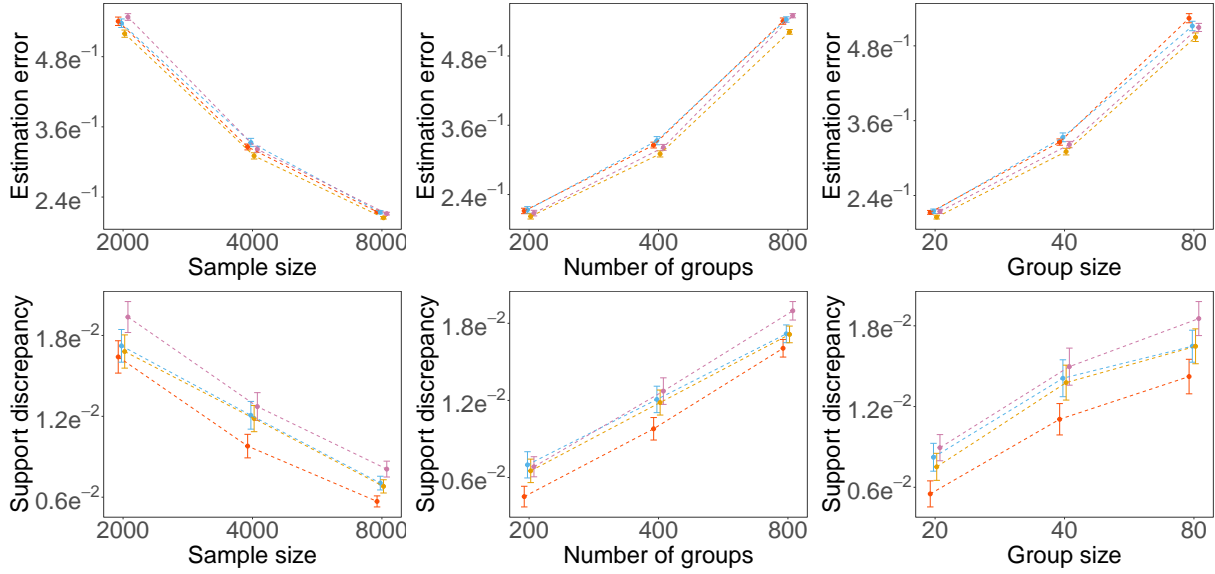 Estimation error
4.8e⁻¹
3.6e⁻¹
2.4e⁻¹
2000 4000 8000
Sample size
Estimation error
4.8e⁻¹
3.6e⁻¹
2.4e⁻¹
200 400 800
Number of groups
Estimation error
4.8e⁻¹
3.6e⁻¹
2.4e⁻¹
20 40 80
Group size
Support discrepancy
1.8e⁻²
1.2e⁻²
0.6e⁻²
2000 4000 8000
Sample size
Support discrepancy
1.8e⁻²
1.2e⁻²
0.6e⁻²
200 400 800
Number of groups
Support discrepancy
1.8e⁻²
1.2e⁻²
0.6e⁻²
20 40 80
Group size